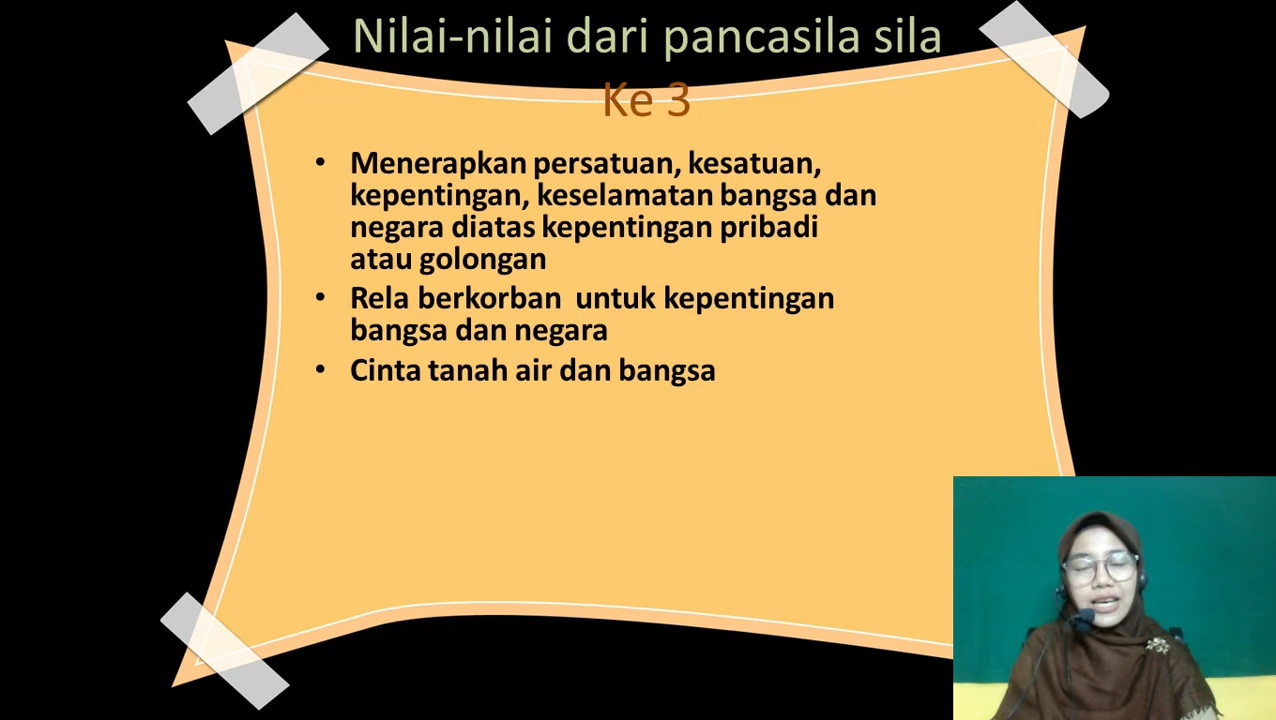 Nilai-nilai dari pancasila sila
Ke 3
• Menerapkan persatuan, kesatuan,
kepentingan, keselamatan bangsa dan
negara diatas kepentingan pribadi
atau golongan
• Rela berkorban  untuk kepentingan
bangsa dan negara
• Cinta tanah air dan bangsa